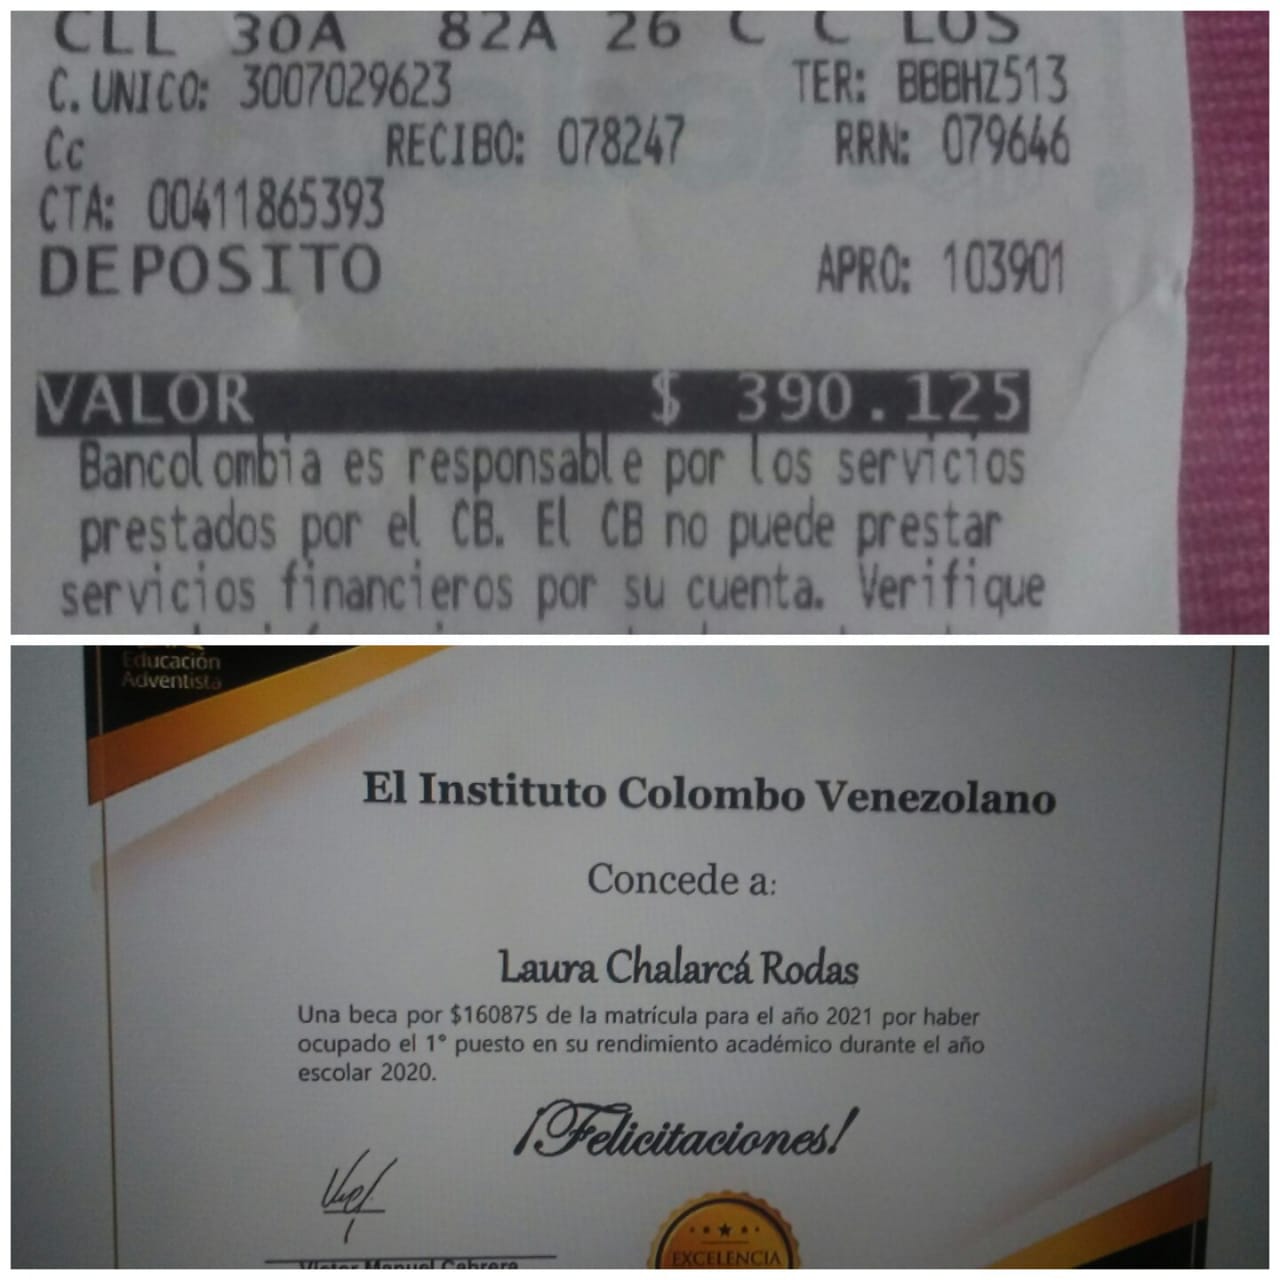 CLL 30A 82A 26 C C LOS
C. UNICO: 3007029623 TER: BBBHZ513
Cc RECIBO: 078247 RRN: 079646
CTA: 00411865393
DEPOSITO APRO: 103901
VALOR $ 390.125
Bancolombia es responsable por los servicios
prestados por el CB. El CB no puede prestar
servicios financieros por su cuenta. Verifique
Educación
Adventista
El Instituto Colombo Venezolano
Concede a:
Laura Chalarcá Rodas
Una beca por $160875 de la matrícula para el año 2021 por haber
ocupado el 1° puesto en su rendimiento académico durante el año
escolar 2020.
¡Felicitaciones!
Víctor Manuel Cabrera
EXCELENCIA